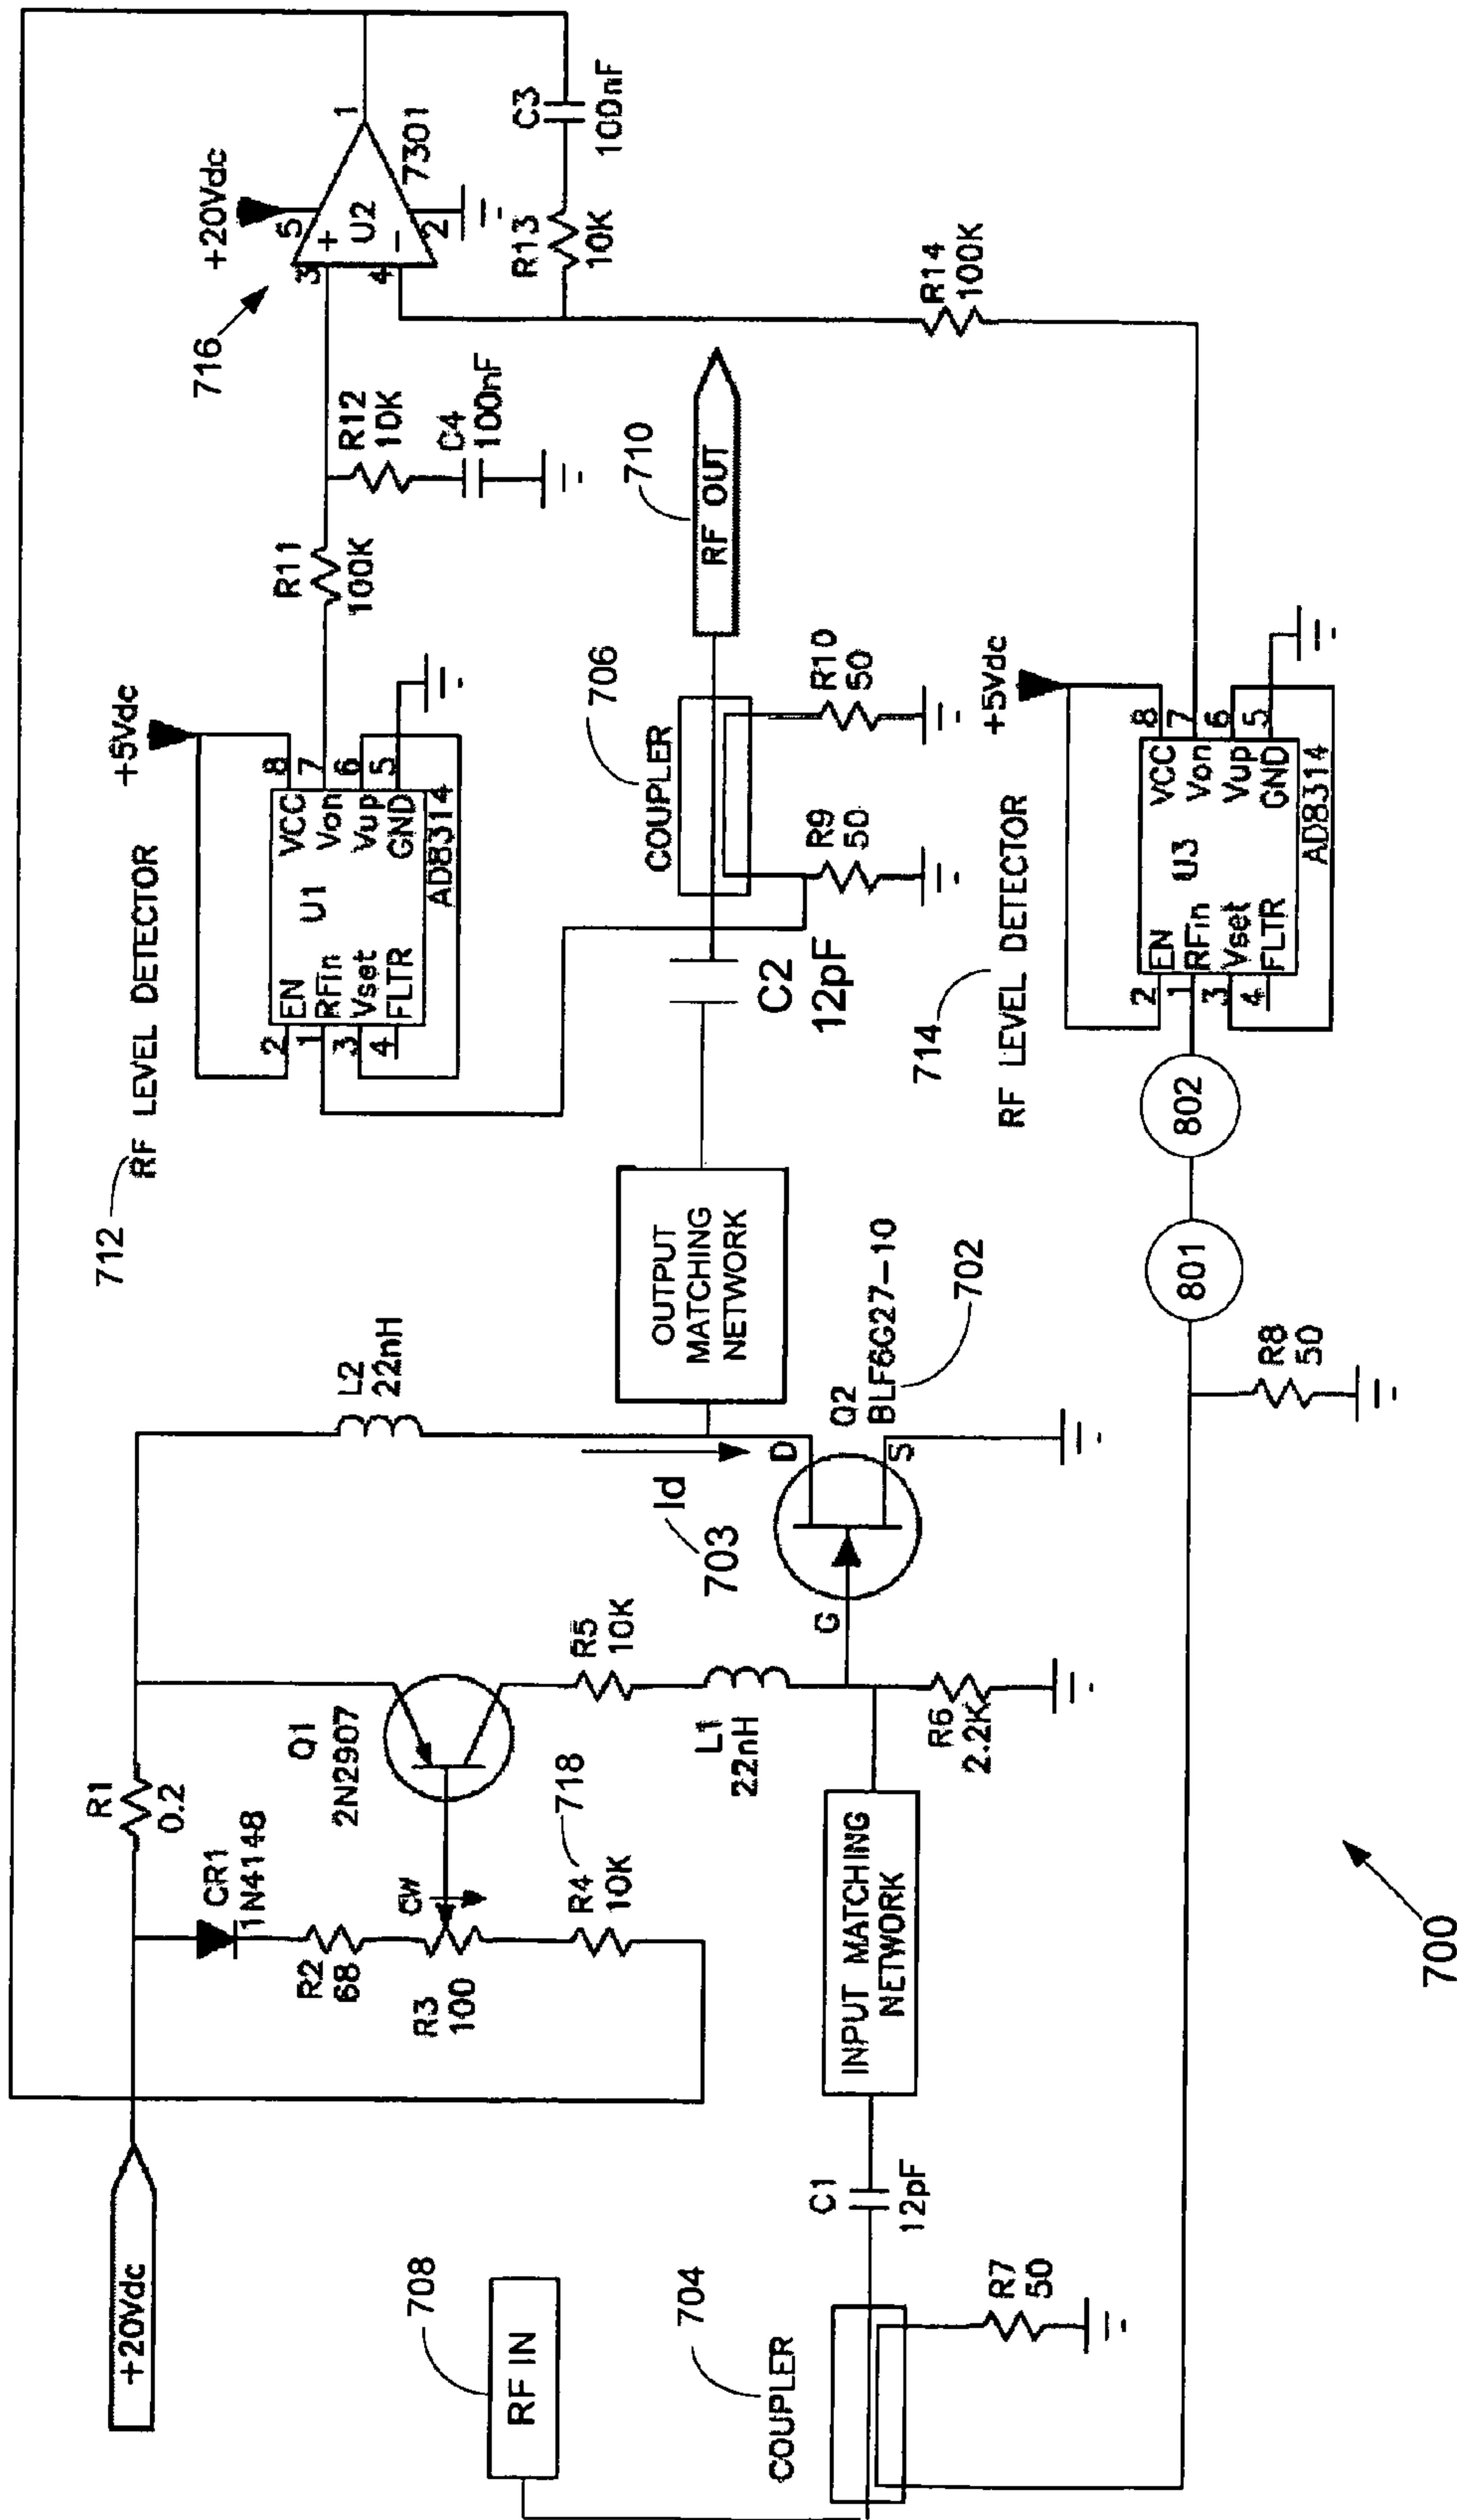 +20Vdc
R1
0.2
CR1
1N4148
R2
68
R3
100
CW
R4
10K
718
Q1
2N2907
R5
10K
L1
22nH
R6
2.2K
L2
22nH
Id
703
G
D
S
Q2
BLF6G27-10
702
708
RF IN
704
COUPLER
R7
50
C1
12pF
INPUT MATCHING
NETWORK
OUTPUT
MATCHING
NETWORK
C2
12pF
COUPLER
706
R9
50
R10
50
RF OUT
710
712
RF LEVEL DETECTOR
+5Vdc
2
1
3
4
EN
RFin
Vset
FLTR
U1
VCC
Von
Vup
GND
8
7
6
5
AD8314
R11
100K
R12
10K
C4
100nF
716
+20Vdc
5
3
+
U2
4
−
2
1
7301
R13
10K
C3
100nF
R14
100K
R8
50
801
802
714
RF LEVEL DETECTOR
+5Vdc
2
1
3
4
EN
RFin
Vset
FLTR
U3
VCC
Von
Vup
GND
8
7
6
5
AD8314
700